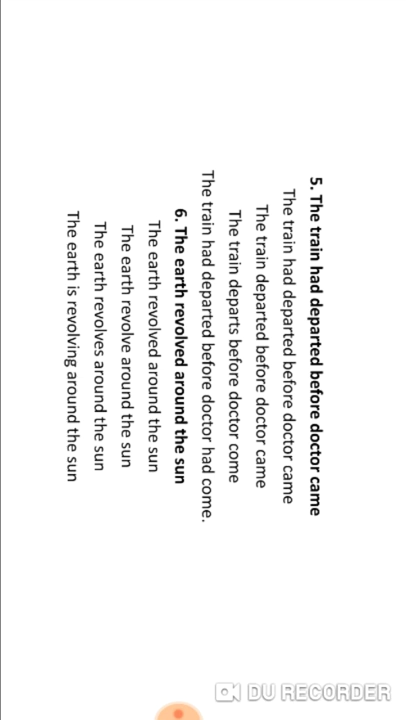 5. The train had departed before doctor came
The train had departed before doctor came
The train departed before doctor came
The train departs before doctor come
The train had departed before doctor had come.
6. The earth revolved around the sun
The earth revolved around the sun
The earth revolve around the sun
The earth revolves around the sun
The earth is revolving around the sun
DU RECORDER